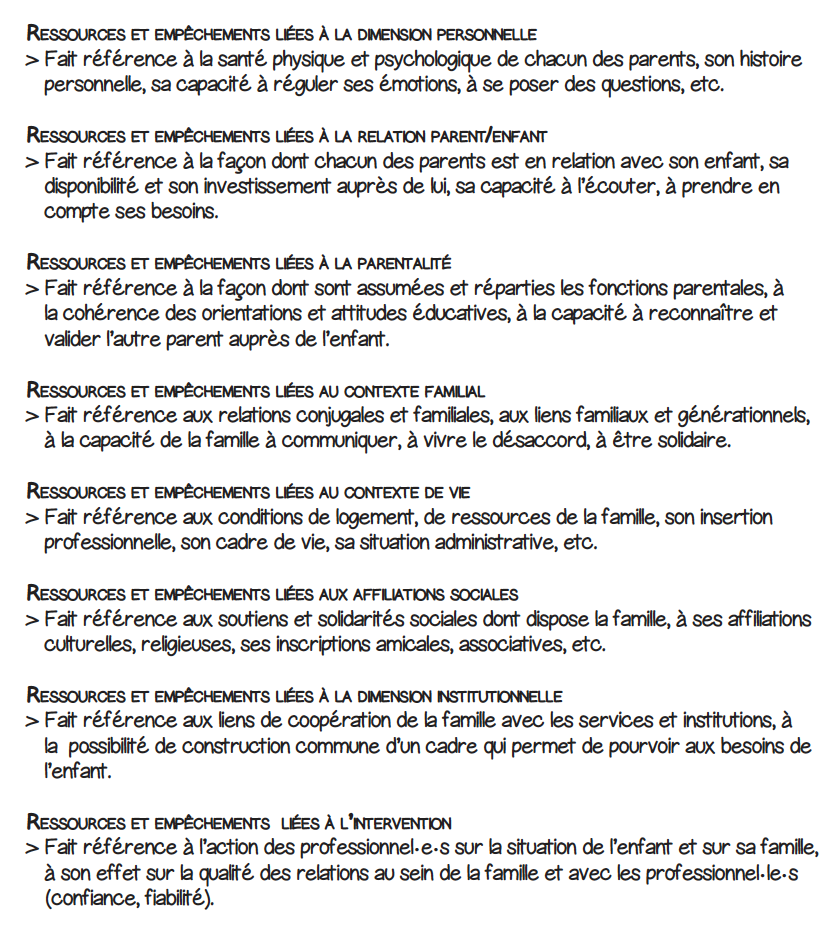 Ressources et empêchements liées à la dimension personnelle
> Fait référence à la santé physique et psychologique de chacun des parents, son histoire
personnelle, sa capacité à réguler ses émotions, à se poser des questions, etc.
Ressources et empêchements liées à la relation parent/enfant
> Fait référence à la façon dont chacun des parents est en relation avec son enfant, sa
disponibilité et son investissement auprès de lui, sa capacité à l'écouter, à prendre en
compte ses besoins.
Ressources et empêchements liées à la parentalité
> Fait référence à la façon dont sont assumées et réparties les fonctions parentales, à
la cohérence des orientations et attitudes éducatives, à la capacité à reconnaître et
valider l'autre parent auprès de l'enfant.
Ressources et empêchements liées au contexte familial
> Fait référence aux relations conjugales et familiales, aux liens familiaux et générationnels,
à la capacité de la famille à communiquer, à vivre le désaccord, à être solidaire.
Ressources et empêchements liées au contexte de vie
> Fait référence aux conditions de logement, de ressources de la famille, son insertion
professionnelle, son cadre de vie, sa situation administrative, etc.
Ressources et empêchements liées aux affiliations sociales
> Fait référence aux soutiens et solidarités sociales dont dispose la famille, à ses affiliations
culturelles, religieuses, ses inscriptions amicales, associatives, etc.
Ressources et empêchements liées à la dimension institutionnelle
> Fait référence aux liens de coopération de la famille avec les services et institutions, à
la possibilité de construction commune d'un cadre qui permet de pourvoir aux besoins de
l'enfant.
Ressources et empêchements liées à l'intervention
> Fait référence à l'action des professionnel·e·s sur la situation de l'enfant et sur sa famille,
à son effet sur la qualité des relations au sein de la famille et avec les professionnel·le·s
(confiance, fiabilité).